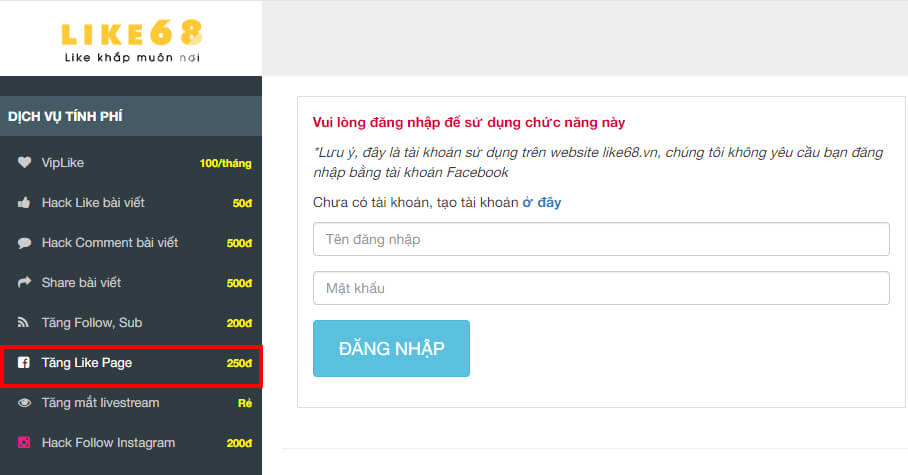 LIKE68
Like khắp muôn nơi
DỊCH VỤ TÍNH PHÍ
VipLike 100/tháng
Hack Like bài viết 50đ
Hack Comment bài viết 500đ
Share bài viết 500đ
Tăng Follow, Sub 200đ
Tăng Like Page 250đ
Tăng mắt livestream Rẻ
Hack Follow Instagram 200đ
Vui lòng đăng nhập để sử dụng chức năng này
*Lưu ý, đây là tài khoản sử dụng trên website like68.vn, chúng tôi không yêu cầu bạn đăng
nhập bằng tài khoản Facebook
Chưa có tài khoản, tạo tài khoản ở đây
Tên đăng nhập
Mật khẩu
ĐĂNG NHẬP